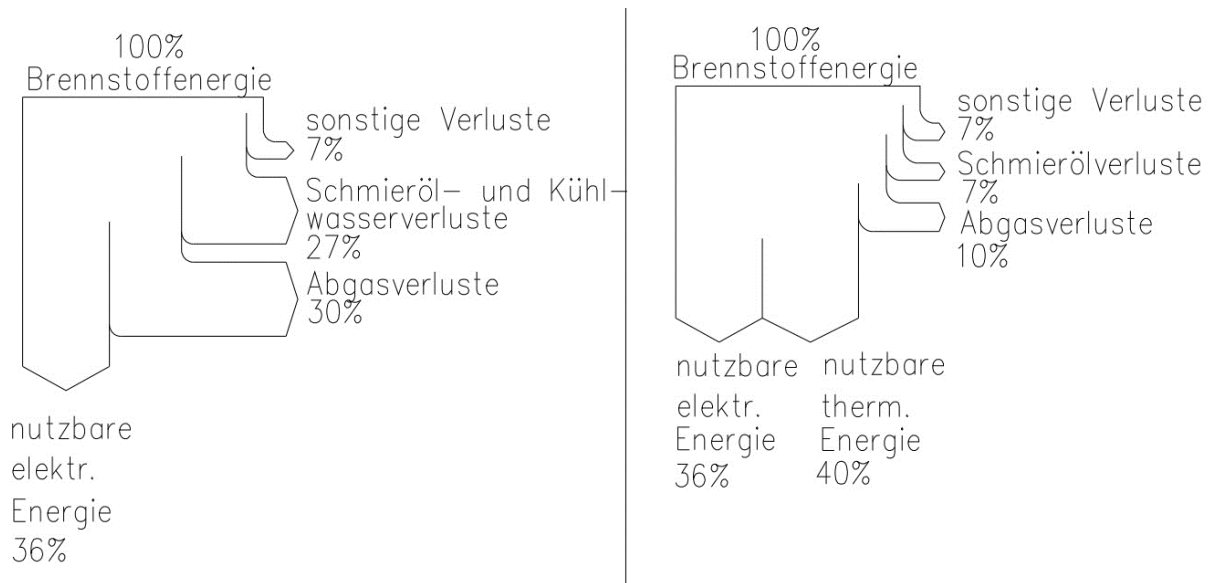 100%
Brennstoffenergie
sonstige Verluste
7%
Schmieröl- und Kühl-
wasserverluste
27%
Abgasverluste
30%
nutzbare
elektr.
Energie
36%
100%
Brennstoffenergie
sonstige Verluste
7%
Schmierölverluste
7%
Abgasverluste
10%
nutzbare
elektr.
Energie
36%
nutzbare
therm.
Energie
40%